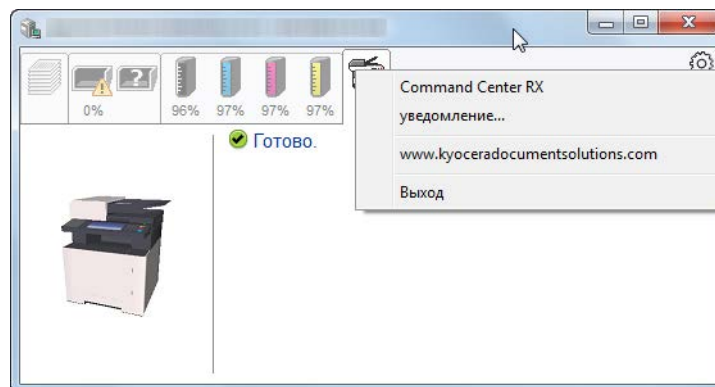 0% 96% 97% 97% 97%
Готово.
Command Center RX
уведомление...
www.kyoceradocumentsolutions.com
Выход